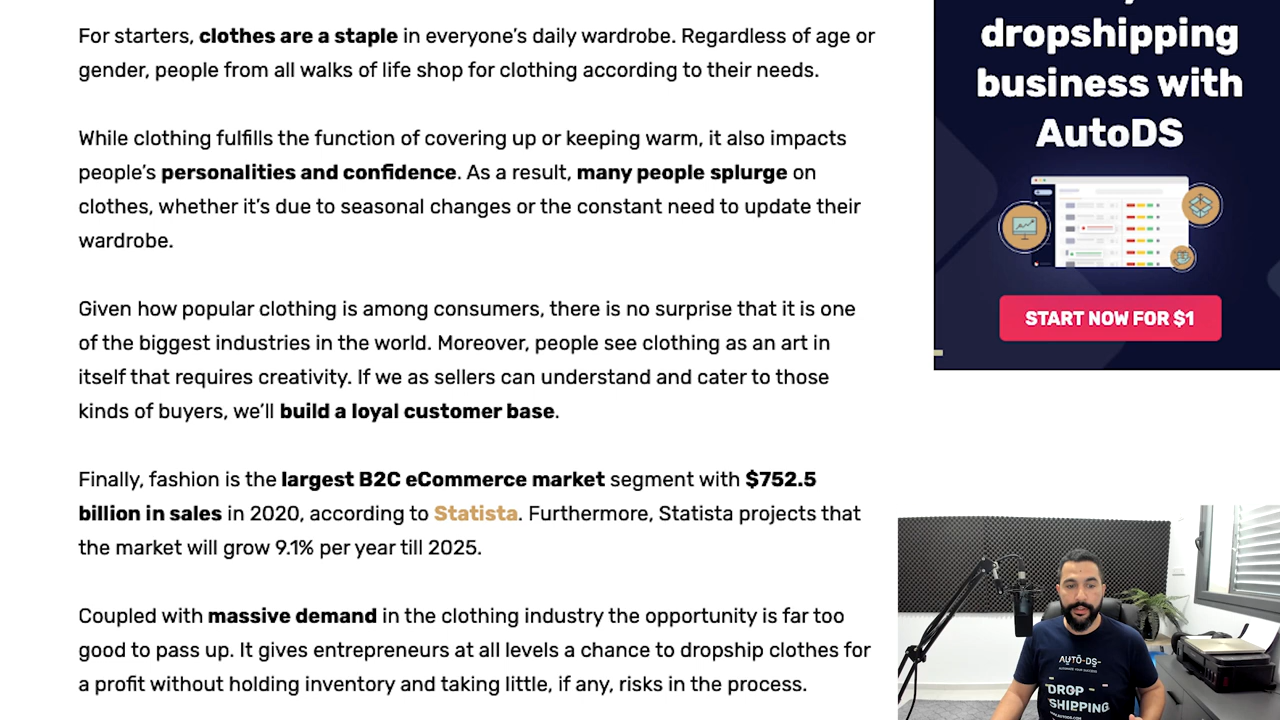 For starters, clothes are a staple in everyone's daily wardrobe. Regardless of age or
gender, people from all walks of life shop for clothing according to their needs.
While clothing fulfills the function of covering up or keeping warm, it also impacts
people's personalities and confidence. As a result, many people splurge on
clothes, whether it's due to seasonal changes or the constant need to update their
wardrobe.
Given how popular clothing is among consumers, there is no surprise that it is one
of the biggest industries in the world. Moreover, people see clothing as an art in
itself that requires creativity. If we as sellers can understand and cater to those
kinds of buyers, we'll build a loyal customer base.
Finally, fashion is the largest B2C eCommerce market segment with $752.5
billion in sales in 2020, according to Statista. Furthermore, Statista projects that
the market will grow 9.1% per year till 2025.
Coupled with massive demand in the clothing industry the opportunity is far too
good to pass up. It gives entrepreneurs at all levels a chance to dropship clothes for
a profit without holding inventory and taking little, if any, risks in the process.
dropshipping
business with
AutoDS
START NOW FOR $1
AUTO-DS
DROP
SHIPPING